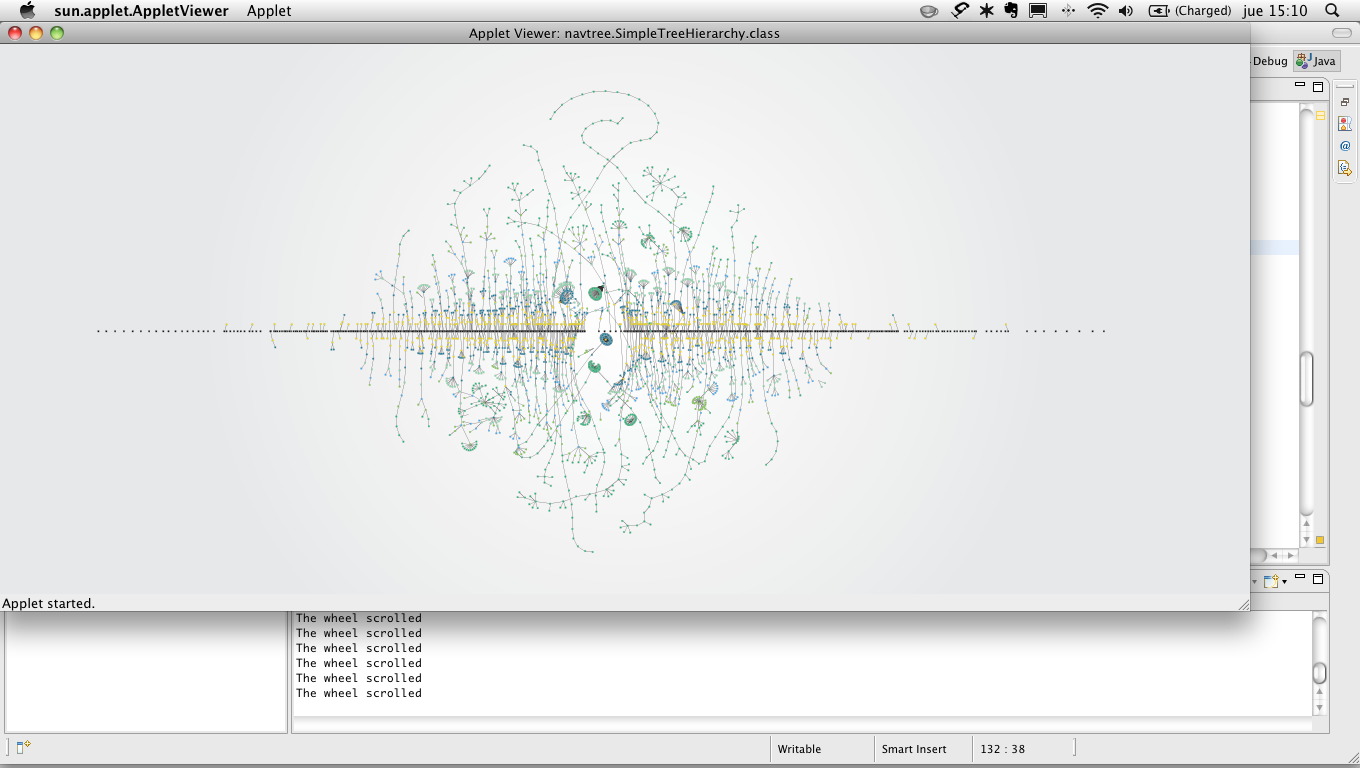 sun.applet.AppletViewer Applet (Charged) jue 15:10
Applet Viewer: navtree.SimpleTreeHierarchy.class
Debug Java
Applet started.
The wheel scrolled
The wheel scrolled
The wheel scrolled
The wheel scrolled
The wheel scrolled
The wheel scrolled
Writable Smart Insert 132 : 38